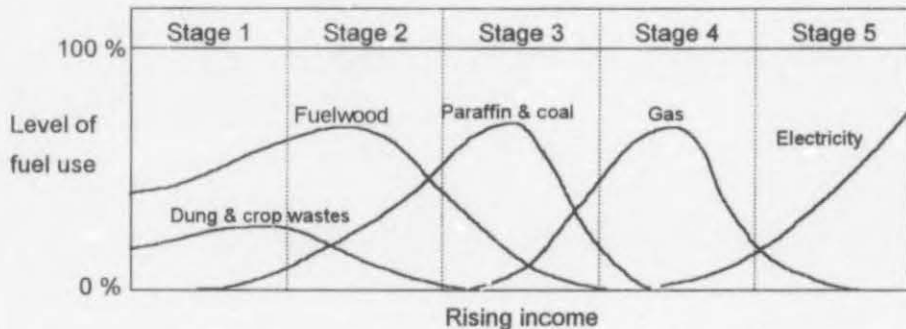 Stage 1 Stage 2 Stage 3 Stage 4 Stage 5
100 %
Fuelwood Paraffin & coal Gas
Level of
fuel use
Electricity
Dung & crop wastes
0 %
Rising income